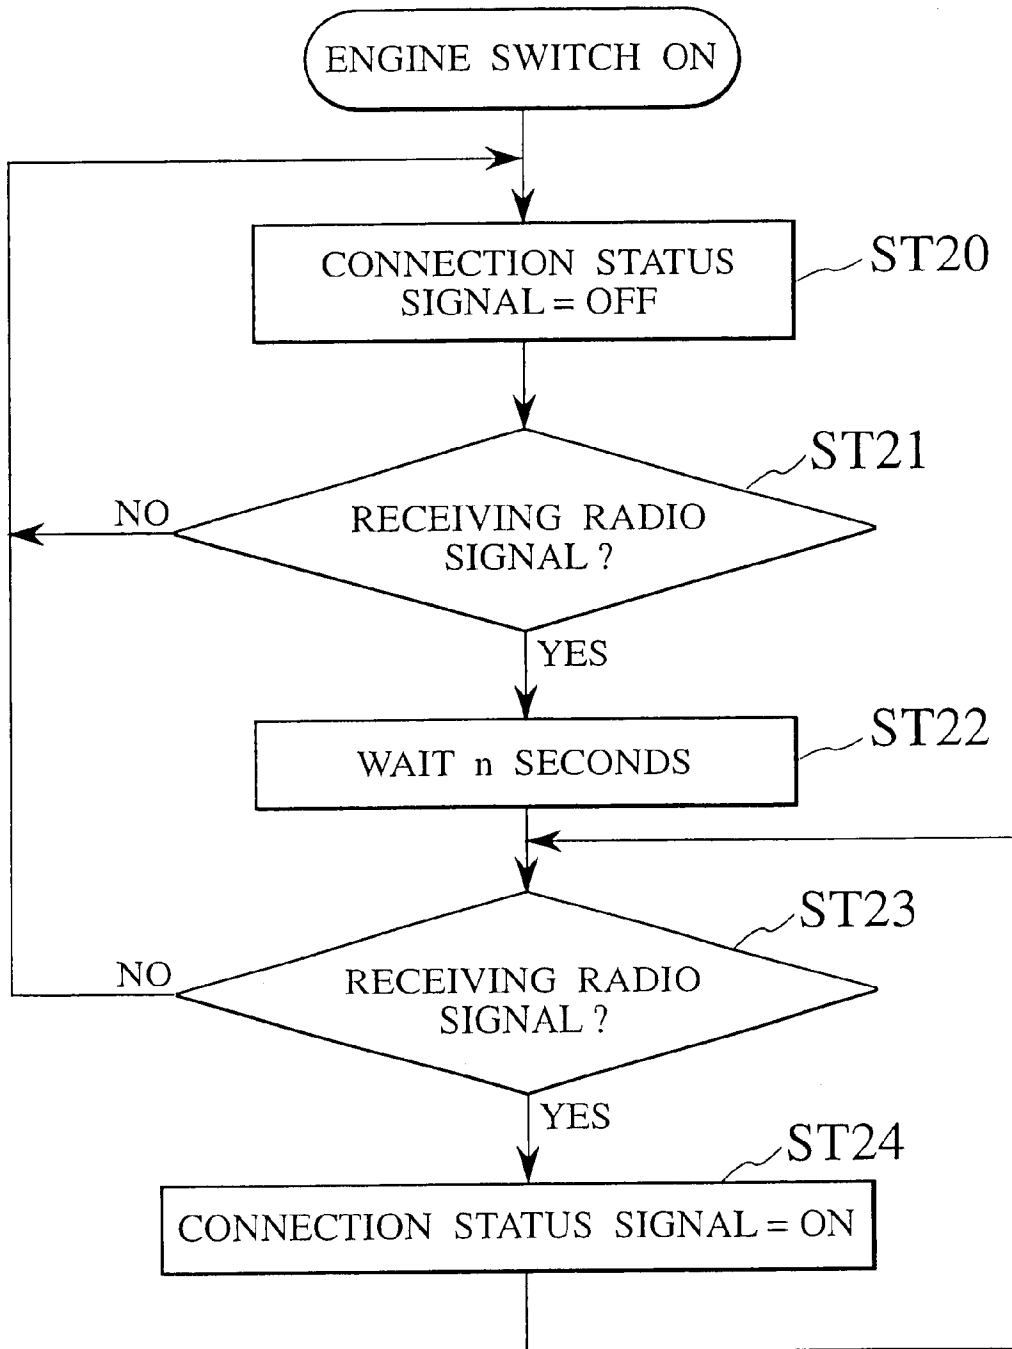 ENGINE SWITCH ON
CONNECTION STATUS
SIGNAL = OFF
ST20
ST21
NO
RECEIVING RADIO
SIGNAL ?
YES
ST22
WAIT n SECONDS
ST23
NO
RECEIVING RADIO
SIGNAL ?
YES
ST24
CONNECTION STATUS SIGNAL = ON